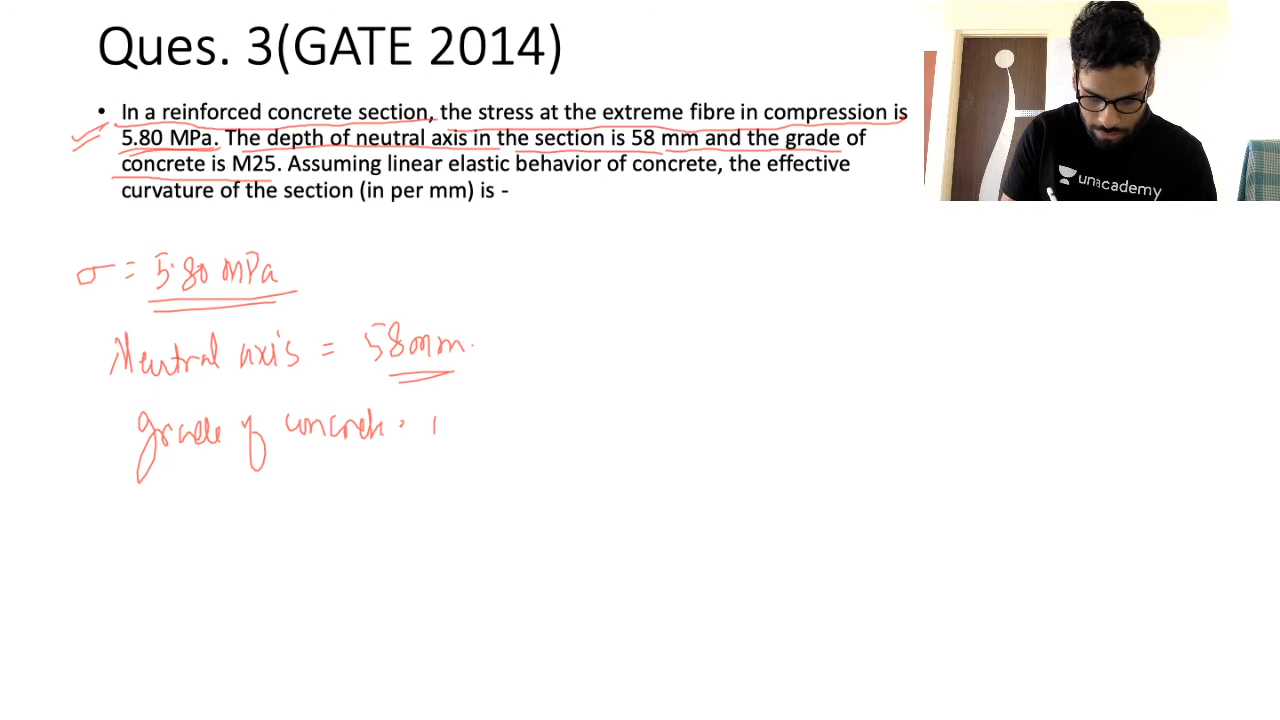 Ques. 3(GATE 2014)
• In a reinforced concrete section, the stress at the extreme fibre in compression is
5.80 MPa. The depth of neutral axis in the section is 58 mm and the grade of
concrete is M25. Assuming linear elastic behavior of concrete, the effective
curvature of the section (in per mm) is -
unacademy
σ = 5.80 MPa
Neutral axis = 58mm.
grade of concrete